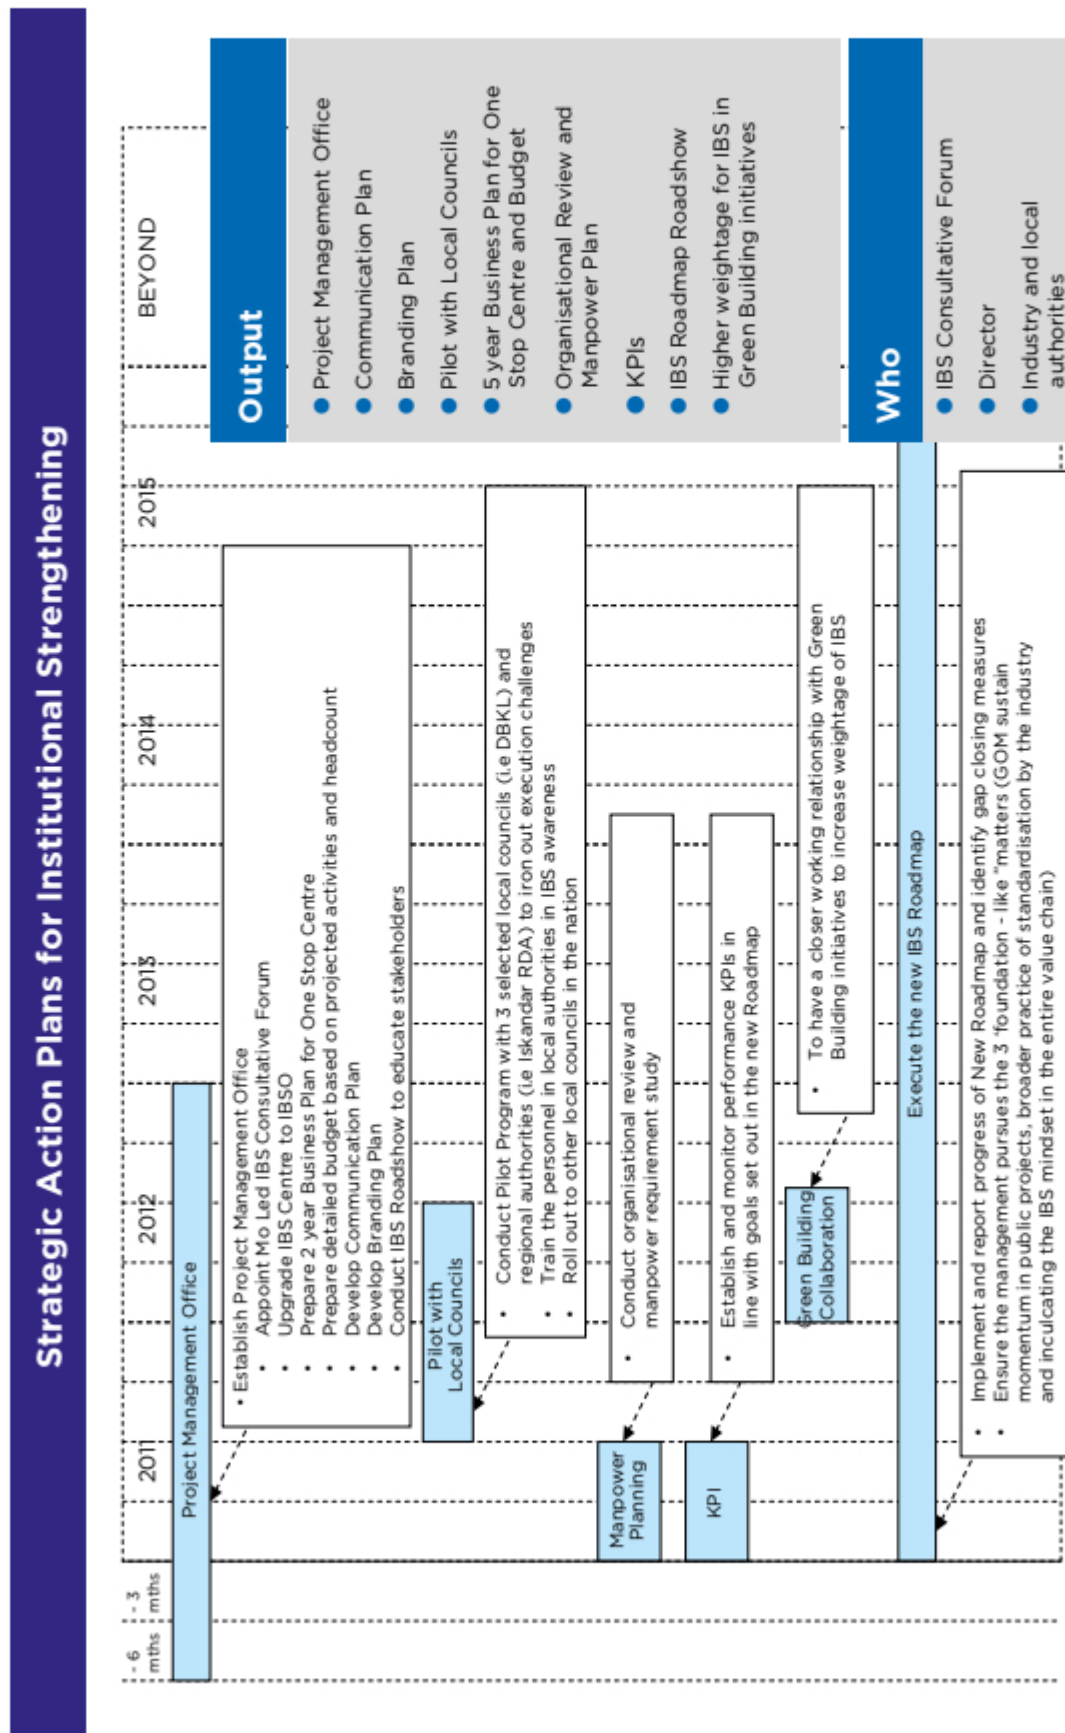 Strategic Action Plans for Institutional Strengthening
- 6
mths
- 3
mths
2011
2012
2013
2014
2015
BEYOND
Project Management Office
• Establish Project Management Office
• Appoint Mo Led IBS Consultative Forum
• Upgrade IBS Centre to IBSO
• Prepare 2 year Business Plan for One Stop Centre
• Prepare detailed budget based on projected activities and headcount
• Develop Communication Plan
• Develop Branding Plan
• Conduct IBS Roadshow to educate stakeholders
Pilot with
Local Councils
• Conduct Pilot Program with 3 selected local councils (i.e DBKL) and
regional authorities (i.e Iskandar RDA) to iron out execution challenges
• Train the personnel in local authorities in IBS awareness
• Roll out to other local councils in the nation
Manpower
Planning
• Conduct organisational review and
manpower requirement study
KPI
• Establish and monitor performance KPIs in
line with goals set out in the new Roadmap
Green Building
Collaboration
• To have a closer working relationship with Green
Building initiatives to increase weightage of IBS
Execute the new IBS Roadmap
• Implement and report progress of New Roadmap and identify gap closing measures
• Ensure the management pursues the 3 'foundation - like "matters (GOM sustain
momentum in public projects, broader practice of standardisation by the industry
and inculcating the IBS mindset in the entire value chain)
Output
• Project Management Office
• Communication Plan
• Branding Plan
• Pilot with Local Councils
• 5 year Business Plan for One
Stop Centre and Budget
• Organisational Review and
Manpower Plan
• KPIs
• IBS Roadmap Roadshow
• Higher weightage for IBS in
Green Building initiatives
Who
• IBS Consultative Forum
• Director
• Industry and local
authorities